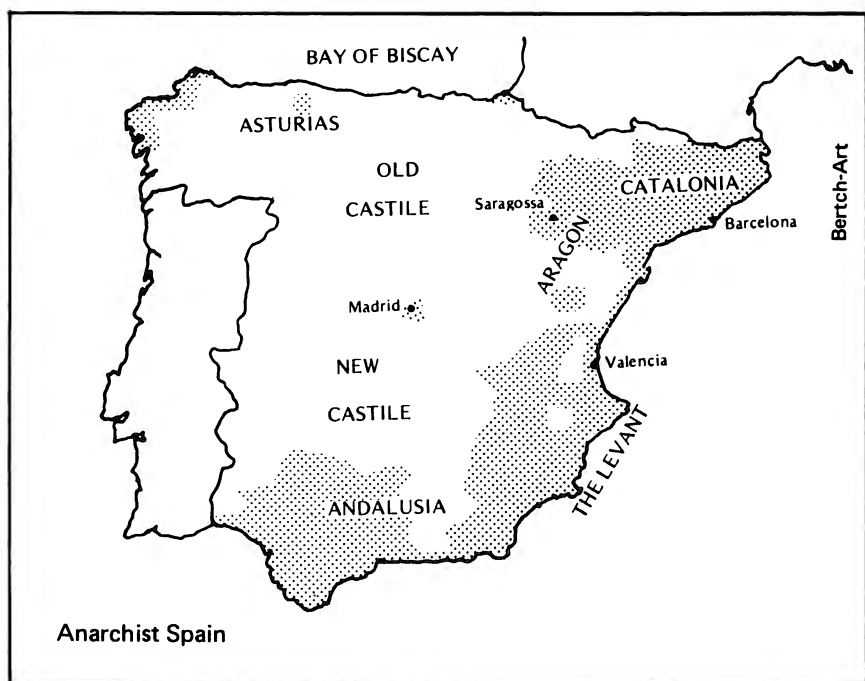 BAY OF BISCAY
ASTURIAS
OLD
CASTILE
CATALONIA
Saragossa
Barcelona
ARAGON
Bertch-Art
Madrid
NEW
CASTILE
Valencia
THE LEVANT
ANDALUSIA
Anarchist Spain